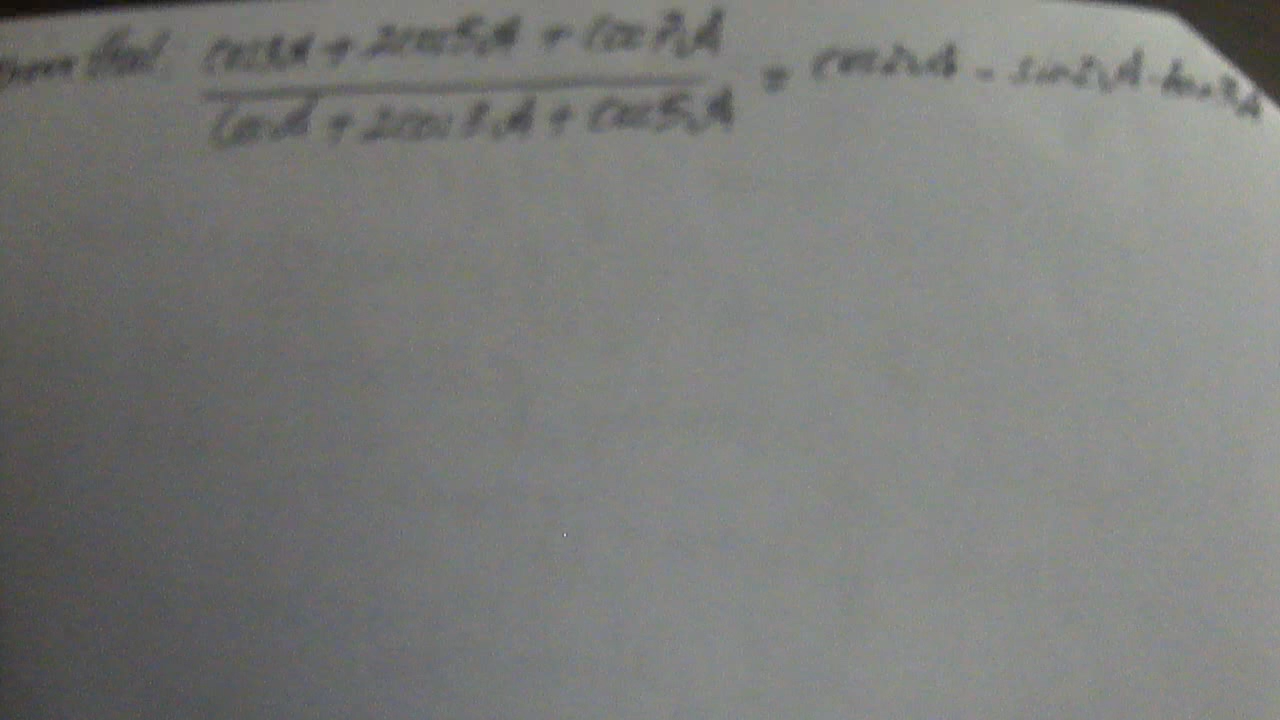 Prove that: cos3A + 2cos5A + cos7A / cosA + 2cos3A + cos5A = cos2A - sin2A · tan3A